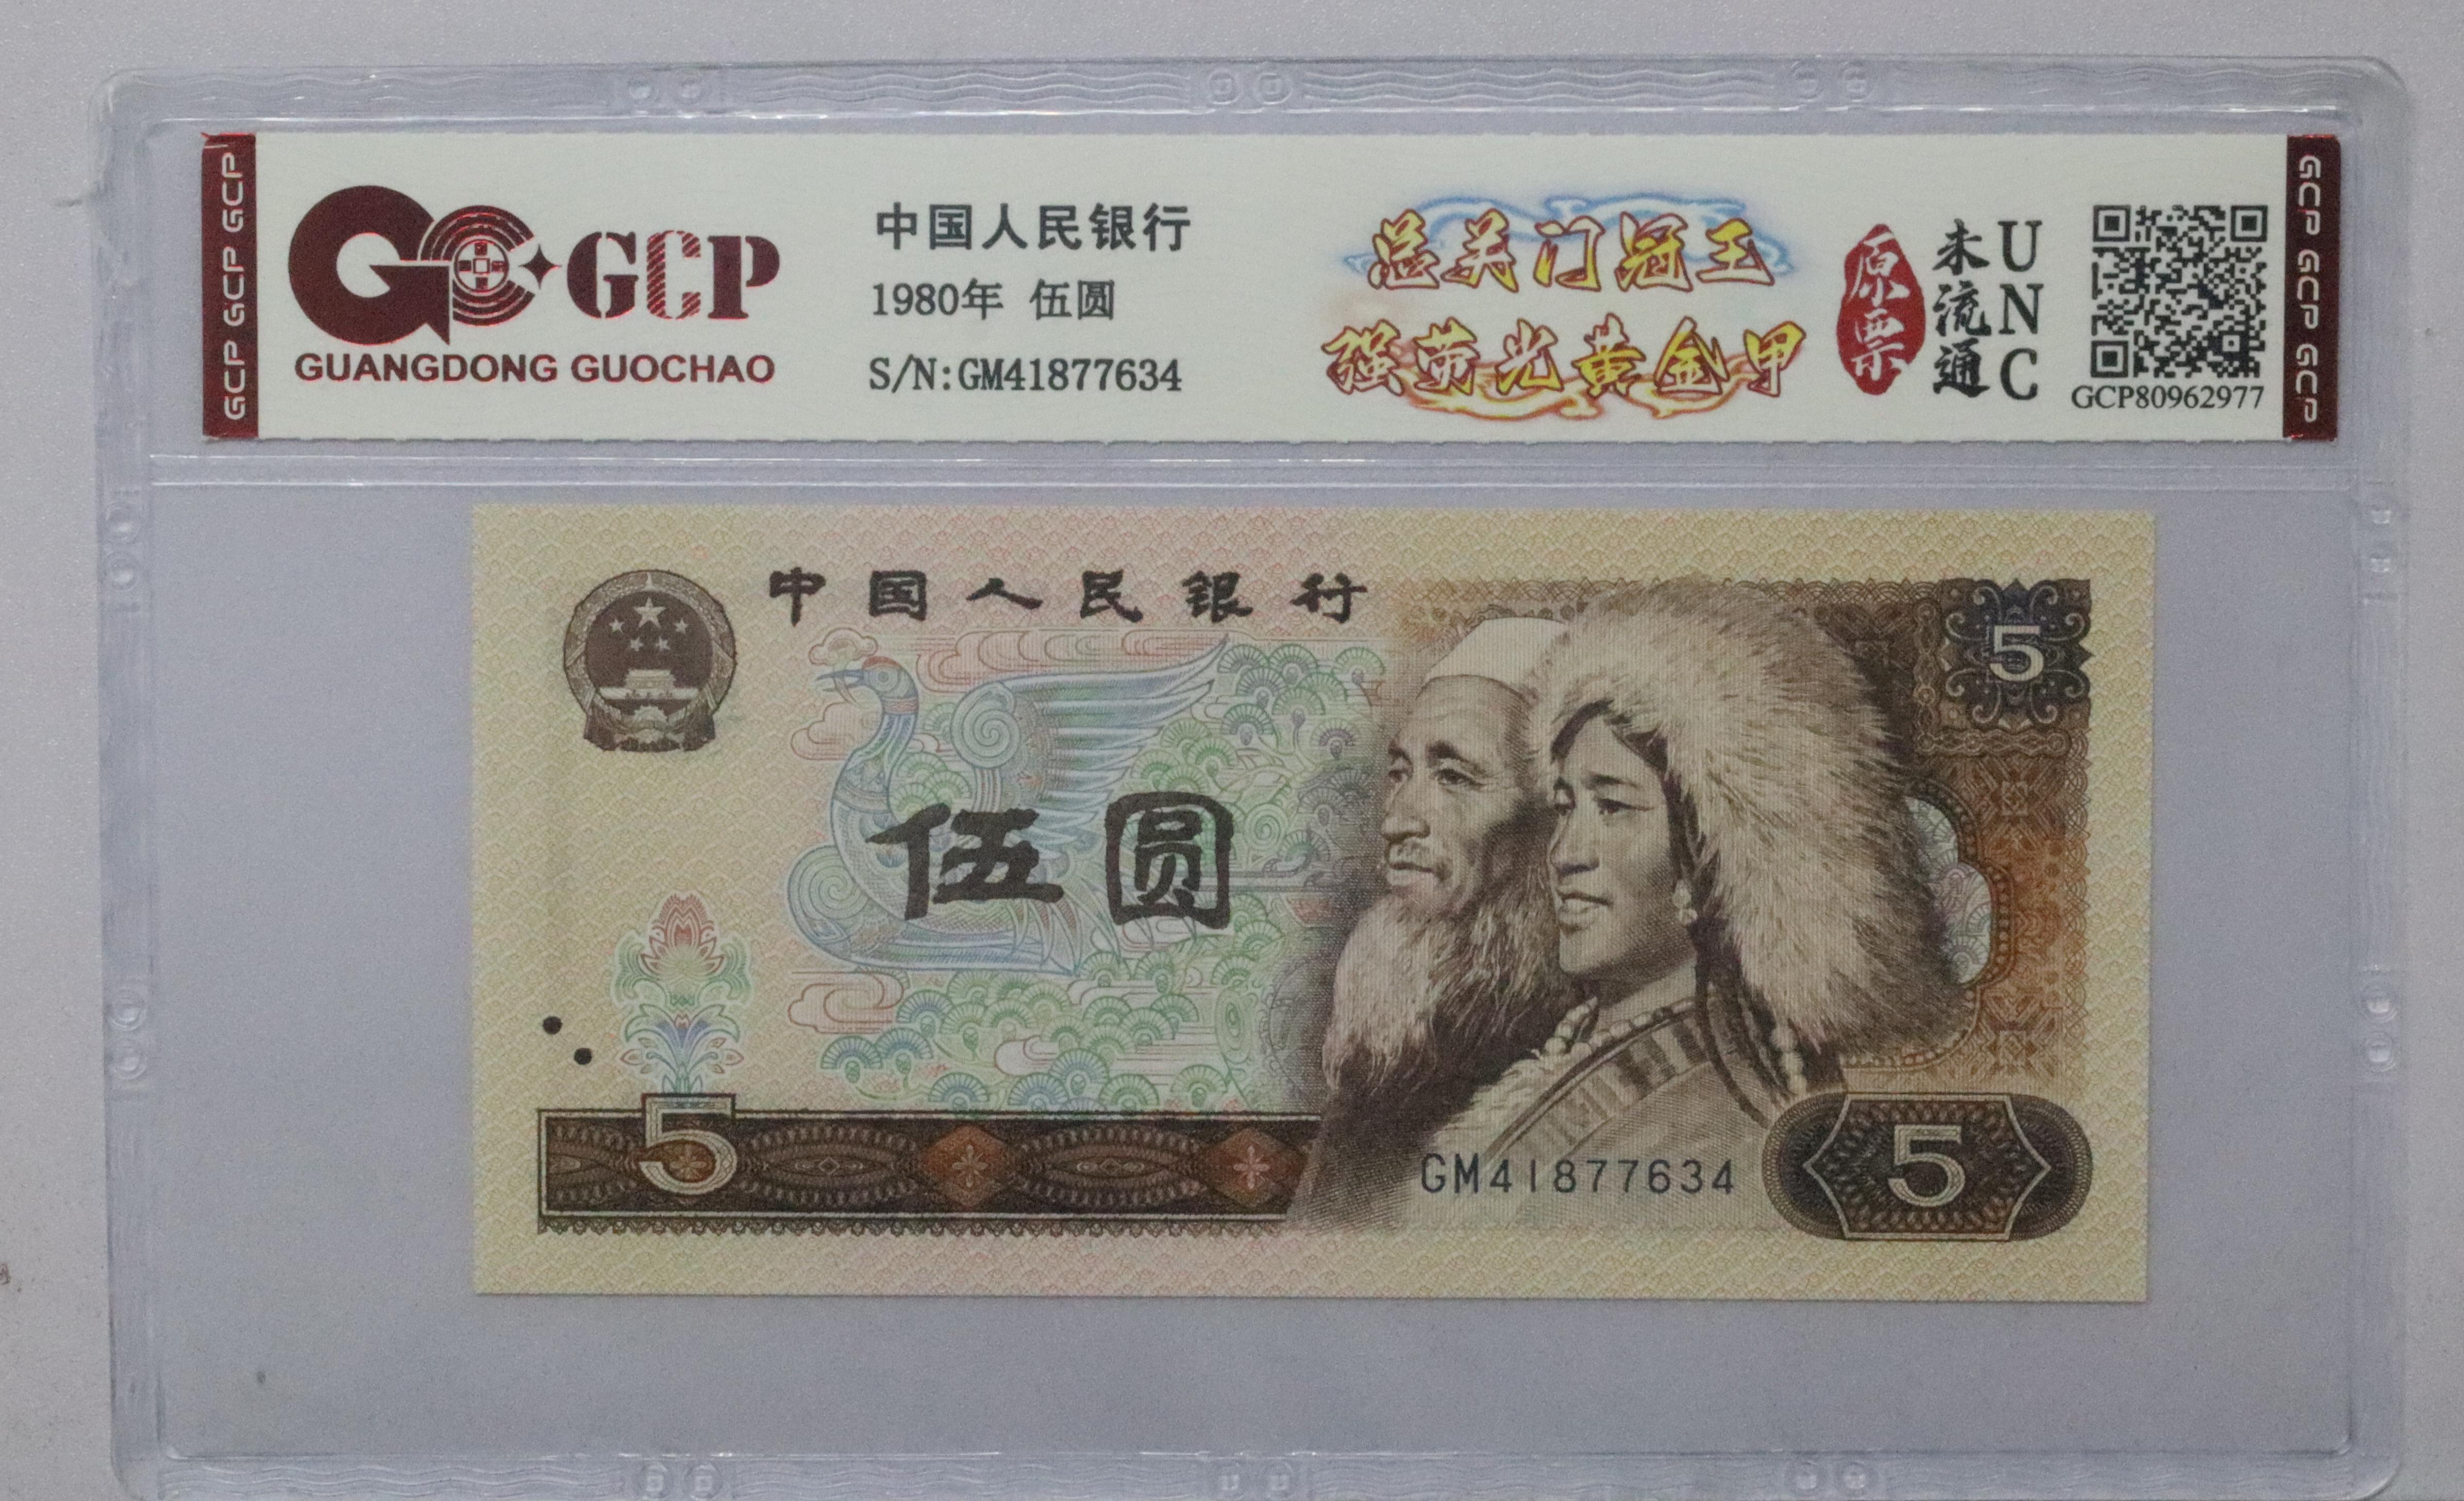 GCP GCP GCP
GCP
GUANGDONG GUOCHAO
中国人民银行
1980年 伍圆
S/N:GM41877634
总关门冠王
强荧光黄金甲
原票
未流通
UNC
GCP80962977
GCP GCP GCP
中国人民银行
5
伍圆
5
GM41877634
5